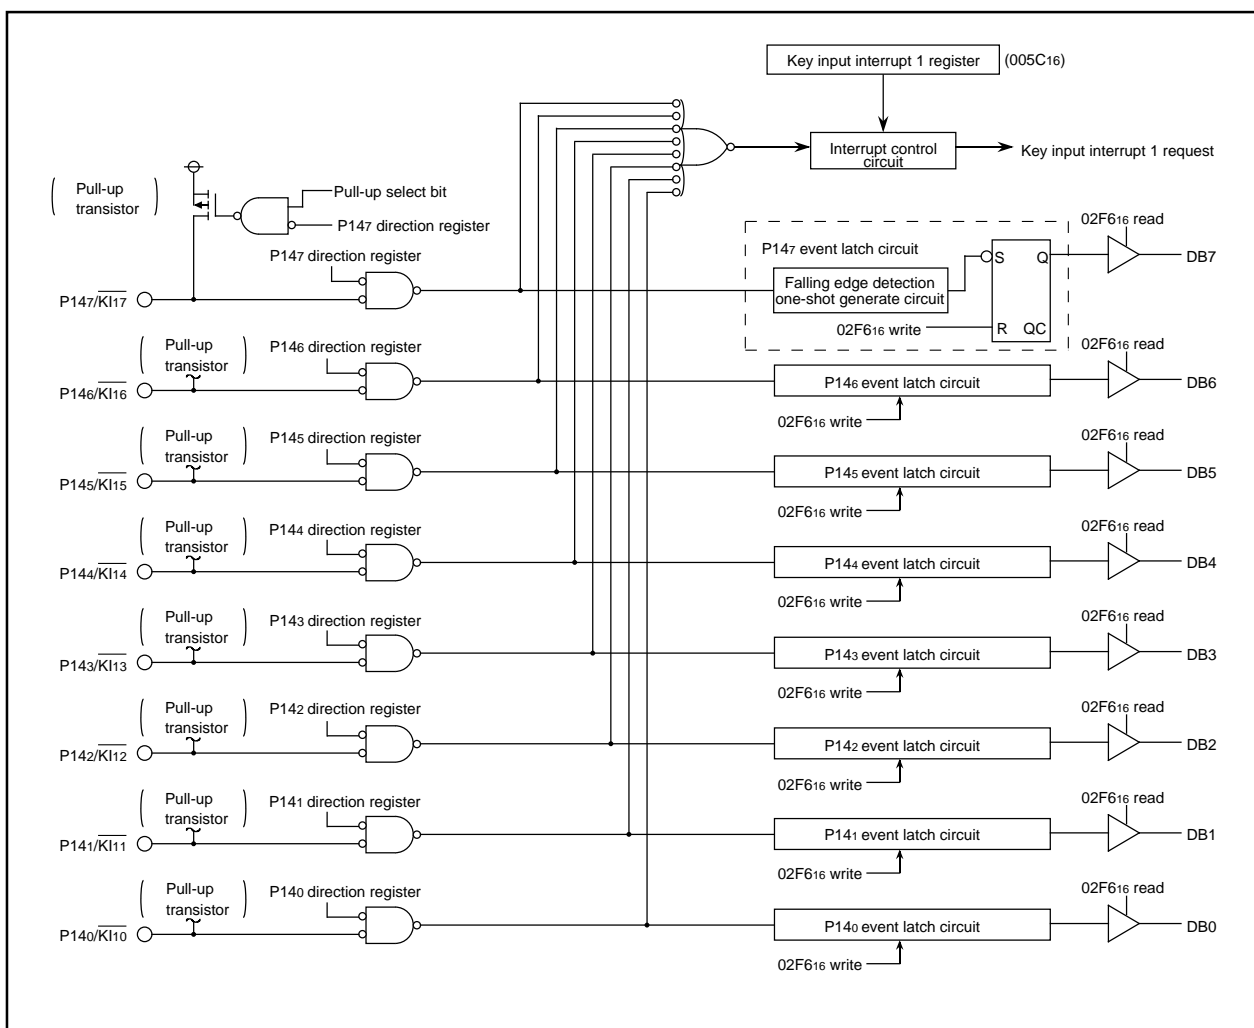 Key input interrupt 1 register (005C16)
Interrupt control
circuit
Key input interrupt 1 request
Pull-up
transistor
Pull-up select bit
P147 direction register
P147 direction register
P147/KI17
P147 event latch circuit
Falling edge detection
one-shot generate circuit
S Q
R QC
02F616 write
02F616 read
DB7
Pull-up
transistor
P146 direction register
P146/KI16
P146 event latch circuit
02F616 write
02F616 read
DB6
Pull-up
transistor
P145 direction register
P145/KI15
P145 event latch circuit
02F616 write
02F616 read
DB5
Pull-up
transistor
P144 direction register
P144/KI14
P144 event latch circuit
02F616 write
02F616 read
DB4
Pull-up
transistor
P143 direction register
P143/KI13
P143 event latch circuit
02F616 write
02F616 read
DB3
Pull-up
transistor
P142 direction register
P142/KI12
P142 event latch circuit
02F616 write
02F616 read
DB2
Pull-up
transistor
P141 direction register
P141/KI11
P141 event latch circuit
02F616 write
02F616 read
DB1
Pull-up
transistor
P140 direction register
P140/KI10
P140 event latch circuit
02F616 write
02F616 read
DB0